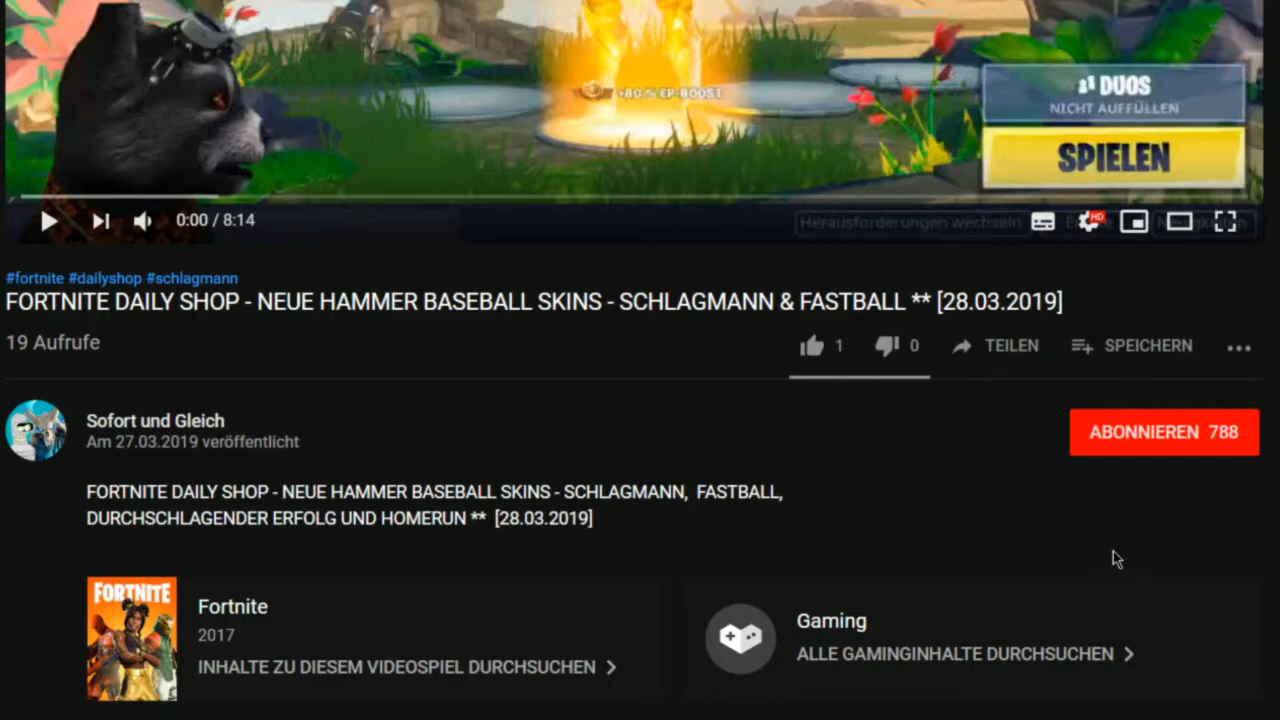 +80 % EP-BOOST
DUOS
NICHT AUFFÜLLEN
SPIELEN
0:00 / 8:14
Herausforderungen wechseln
HD
#fortnite #dailyshop #schlagmann
FORTNITE DAILY SHOP - NEUE HAMMER BASEBALL SKINS - SCHLAGMANN & FASTBALL ** [28.03.2019]
19 Aufrufe
1
0
TEILEN
SPEICHERN
Sofort und Gleich
Am 27.03.2019 veröffentlicht
ABONNIEREN 788
FORTNITE DAILY SHOP - NEUE HAMMER BASEBALL SKINS - SCHLAGMANN, FASTBALL,
DURCHSCHLAGENDER ERFOLG UND HOMERUN ** [28.03.2019]
FORTNITE
Fortnite
2017
INHALTE ZU DIESEM VIDEOSPIEL DURCHSUCHEN
Gaming
ALLE GAMINGINHALTE DURCHSUCHEN